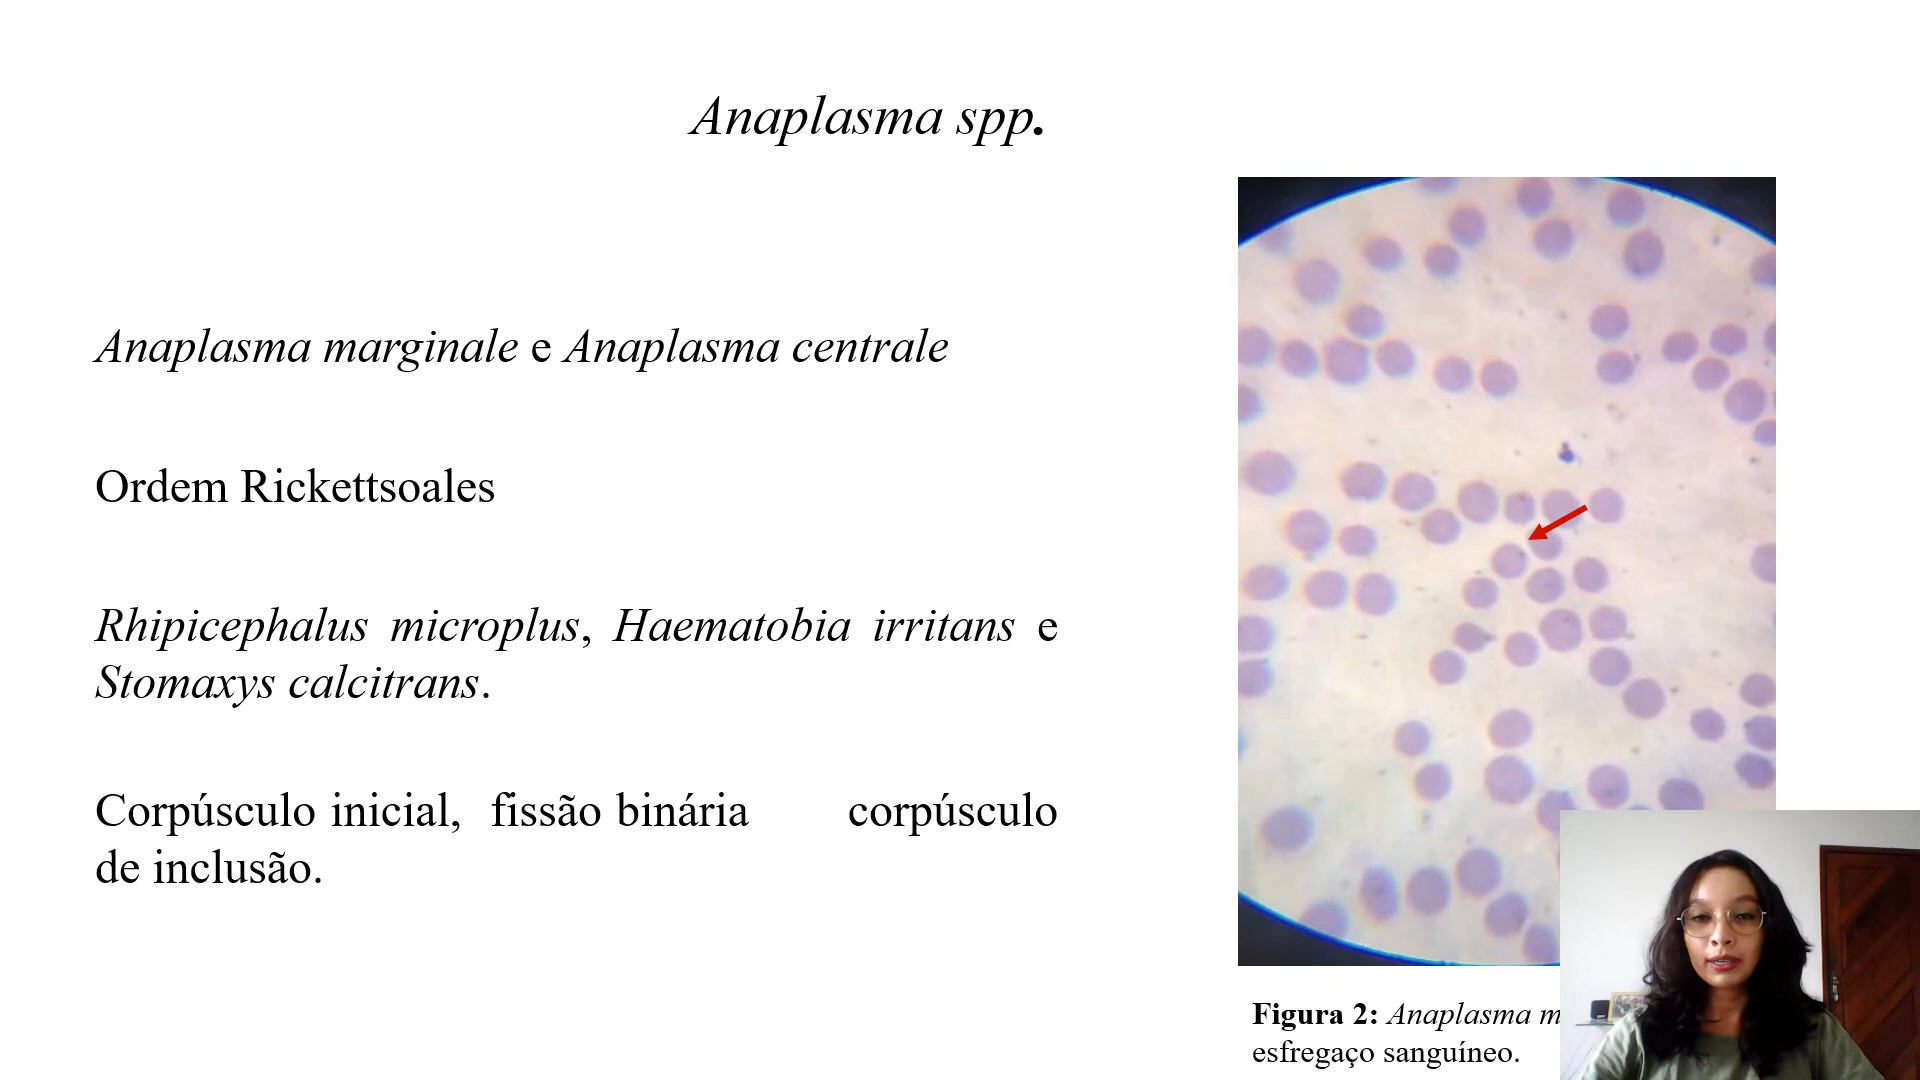 Anaplasma spp.
Anaplasma marginale e Anaplasma centrale
Ordem Rickettsoales
Rhipicephalus microplus, Haematobia irritans e
Stomaxys calcitrans.
Corpúsculo inicial, fissão binária corpúsculo
de inclusão.
Figura 2: Anaplasma
esfregaço sanguíneo.